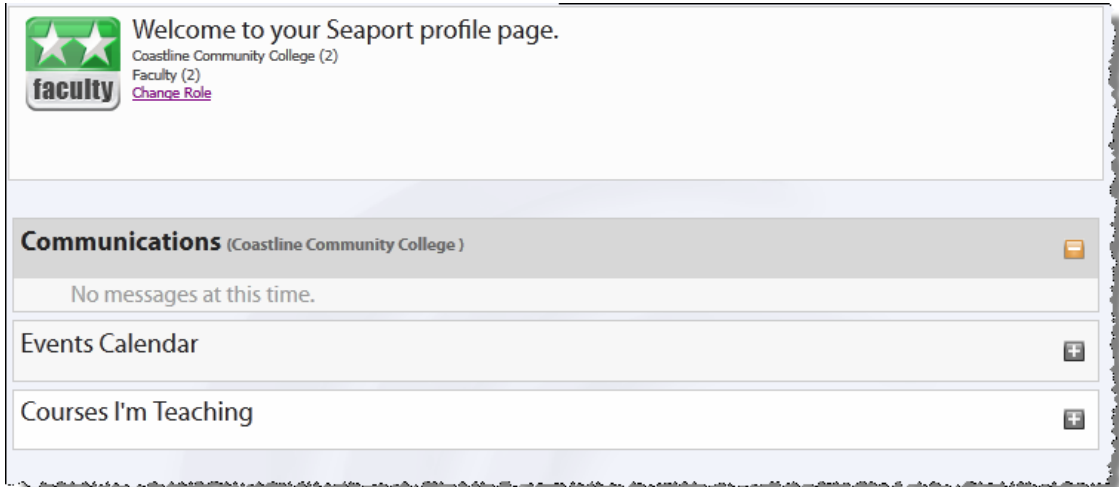 Welcome to your Seaport profile page.
Coastline Community College (2)
Faculty (2)
faculty
Change Role
Communications (Coastline Community College )
No messages at this time.
Events Calendar
Courses I'm Teaching